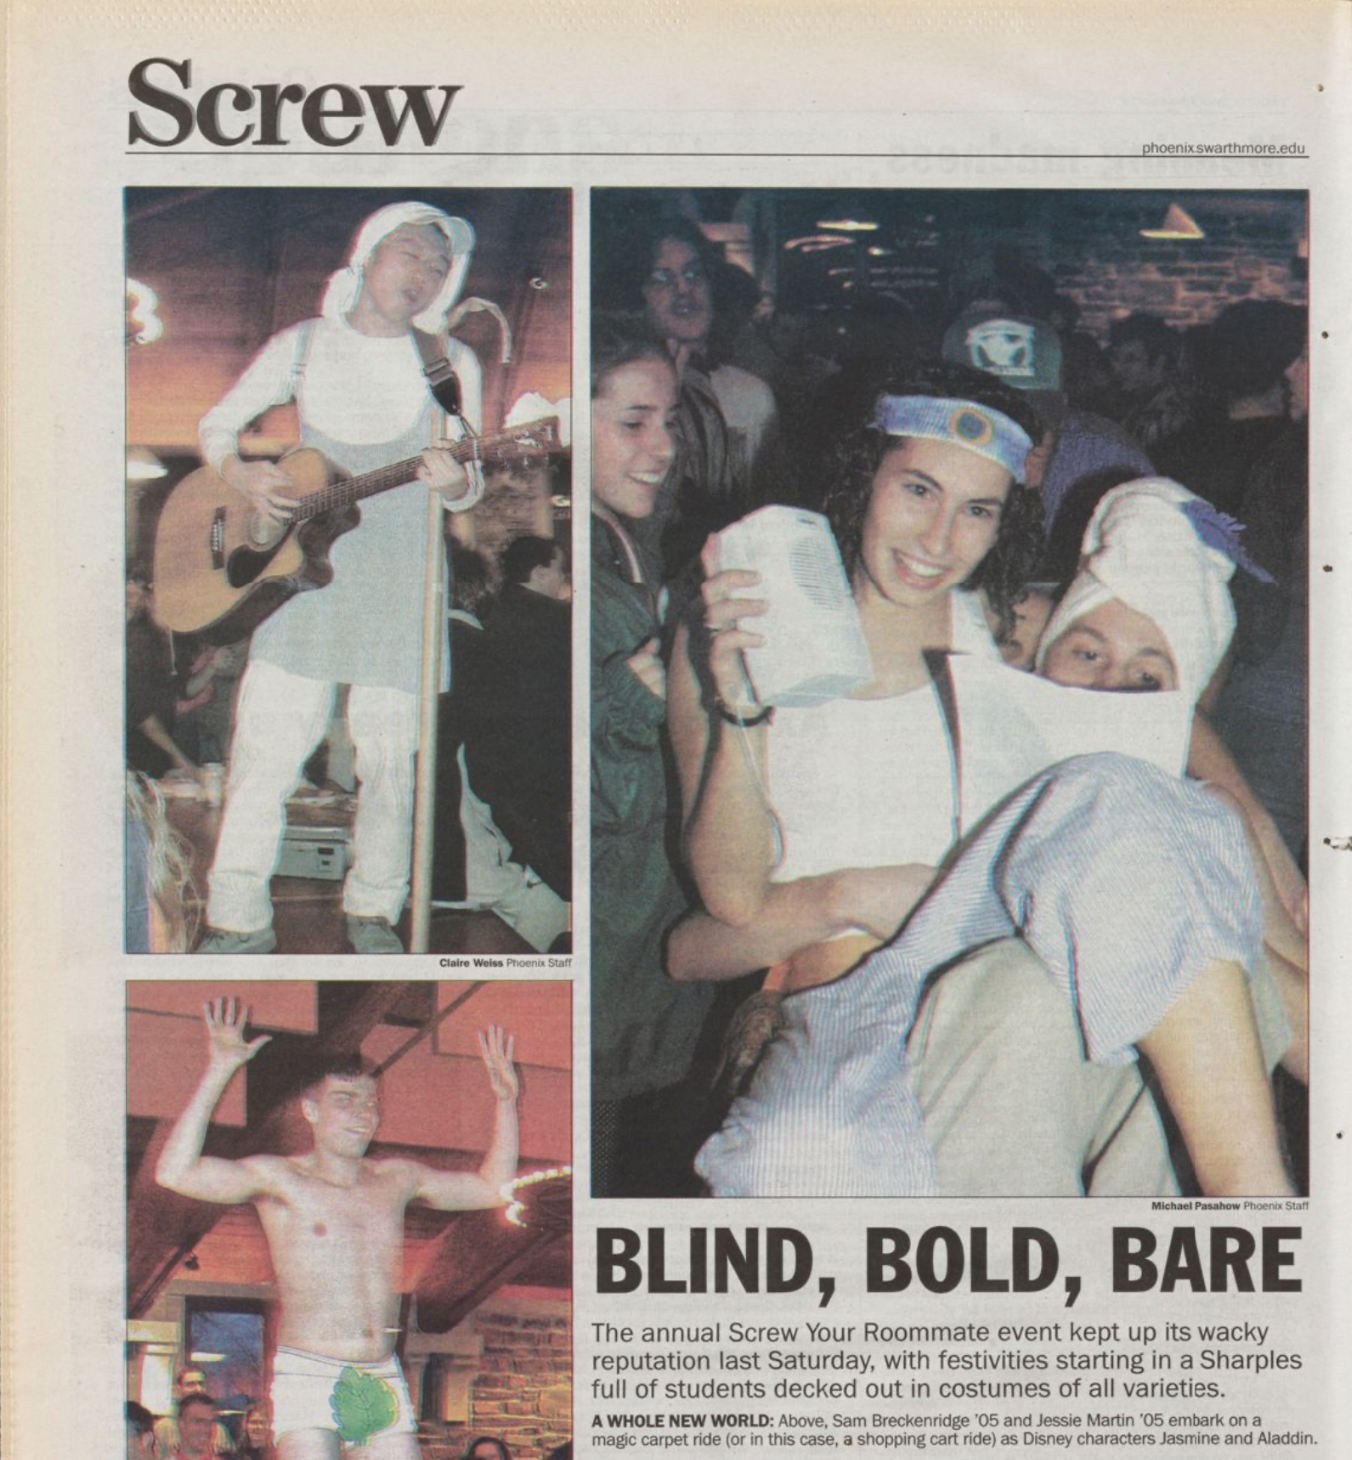 Screw
phoenix.swarthmore.edu
Claire Weiss Phoenix Staff
Michael Pasahow Phoenix Staff
BLIND, BOLD, BARE
The annual Screw Your Roommate event kept up its wacky
reputation last Saturday, with festivities starting in a Sharples
full of students decked out in costumes of all varieties.
A WHOLE NEW WORLD: Above, Sam Breckenridge '05 and Jessie Martin '05 embark on a
magic carpet ride (or in this case, a shopping cart ride) as Disney characters Jasmine and Aladdin.